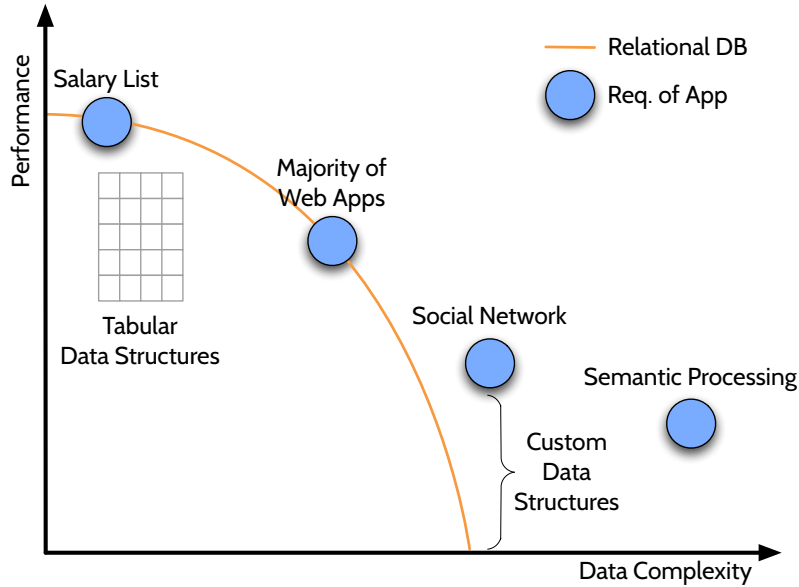 Performance
Relational DB
Req. of App
Salary List
Majority of
Web Apps
Tabular
Data Structures
Social Network
Semantic Processing
Custom
Data
Structures
Data Complexity